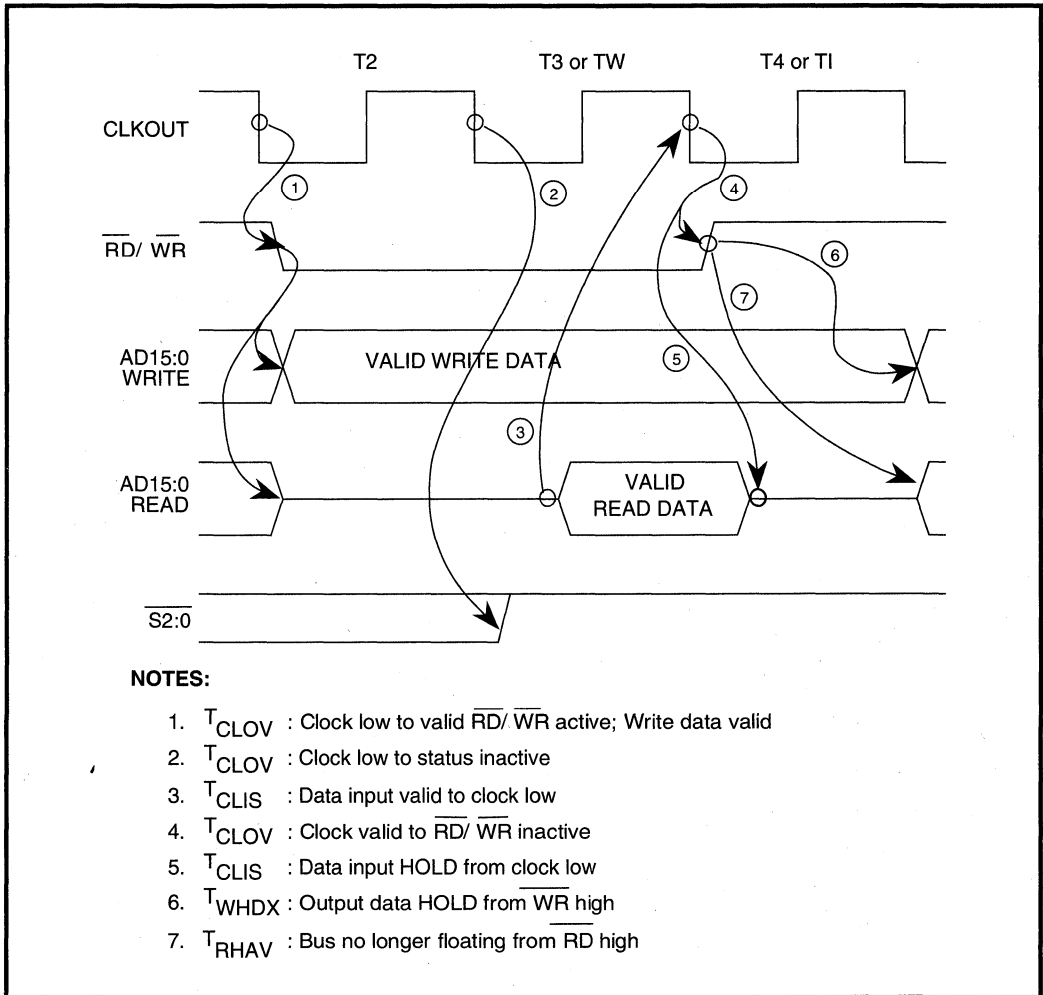 T2 T3 or TW T4 or TI
CLKOUT
1 2 4
RD/ WR
6
7
AD15:0
WRITE
VALID WRITE DATA
5
3
AD15:0
READ
VALID
READ DATA
S2:0
NOTES:
1. TCLOV : Clock low to valid RD/ WR active; Write data valid
2. TCLOV : Clock low to status inactive
3. TCLIS : Data input valid to clock low
4. TCLOV : Clock valid to RD/ WR inactive
5. TCLIS : Data input HOLD from clock low
6. TWHDX : Output data HOLD from WR high
7. TRHAV : Bus no longer floating from RD high